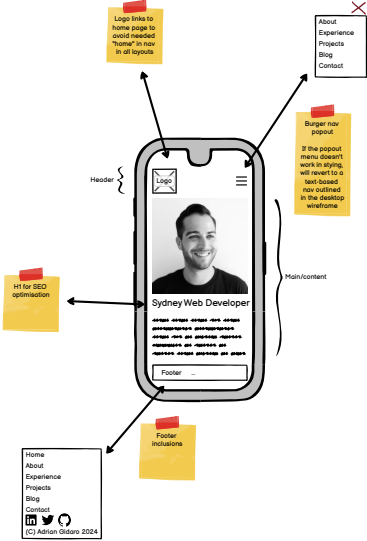 Logo links to
home page to
avoid needed
"home" in nav
in all layouts
About
Experience
Projects
Blog
Contact
Burger nav
popout
If the popout
menu doesn't
work in stying,
will revert to a
text-based
nav outlined
in the desktop
wireframe
Header
Logo
Main/content
H1 for SEO
optimisation
Sydney Web Developer
Footer ...
Footer
inclusions
Home
About
Experience
Projects
Blog
Contact
in
(C) Adrian Gidaro 2024